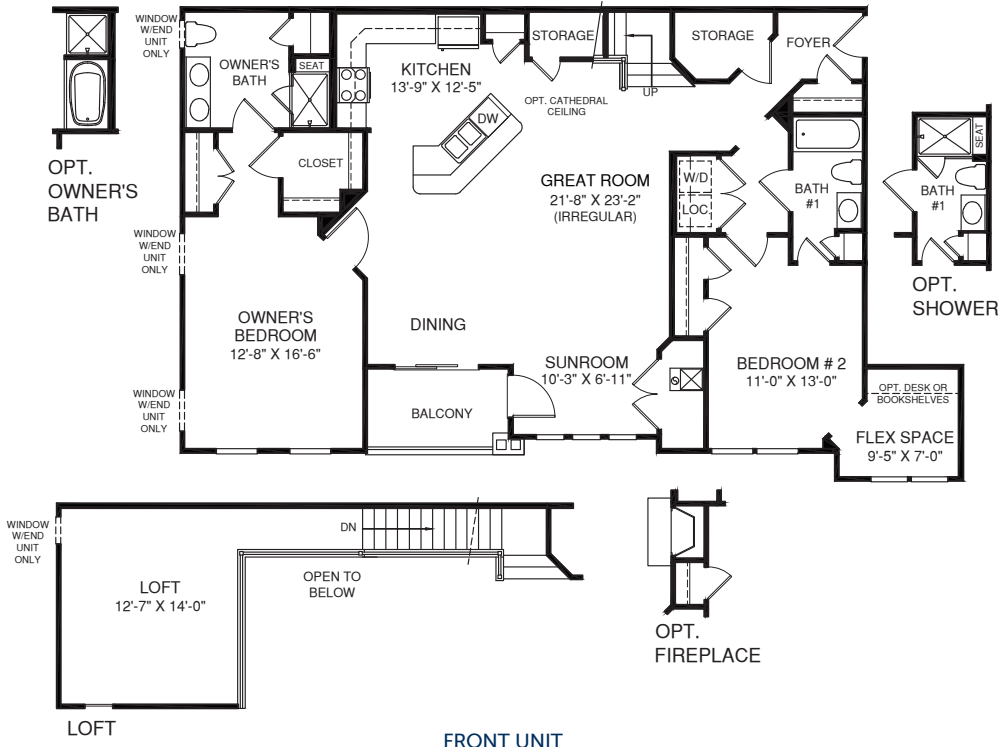 WINDOW
W/END
UNIT
ONLY
OWNER'S
BATH
SEAT
KITCHEN
13'-9" X 12'-5"
DW
STORAGE
OPT. CATHEDRAL
CEILING
UP
STORAGE
FOYER
OPT.
OWNER'S
BATH
CLOSET
GREAT ROOM
21'-8" X 23'-2"
(IRREGULAR)
W/D
LOC
BATH
#1
SEAT
BATH
#1
OPT.
SHOWER
WINDOW
W/END
UNIT
ONLY
OWNER'S
BEDROOM
12'-8" X 16'-6"
DINING
SUNROOM
10'-3" X 6'-11"
BALCONY
BEDROOM # 2
11'-0" X 13'-0"
OPT. DESK OR
BOOKSHELVES
FLEX SPACE
9'-5" X 7'-0"
WINDOW
W/END
UNIT
ONLY
WINDOW
W/END
UNIT
ONLY
DN
LOFT
12'-7" X 14'-0"
OPEN TO
BELOW
OPT.
FIREPLACE
LOFT
FRONT UNIT